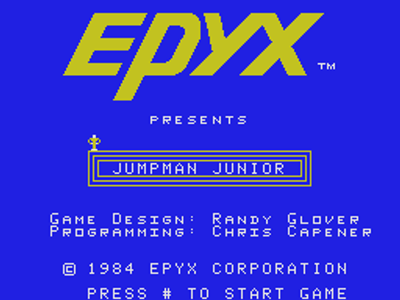 EPYX ™
PRESENTS
JUMPMAN JUNIOR
GAME DESIGN: RANDY GLOVER
PROGRAMMING: CHRIS CAPENER
© 1984 EPYX CORPORATION
PRESS # TO START GAME